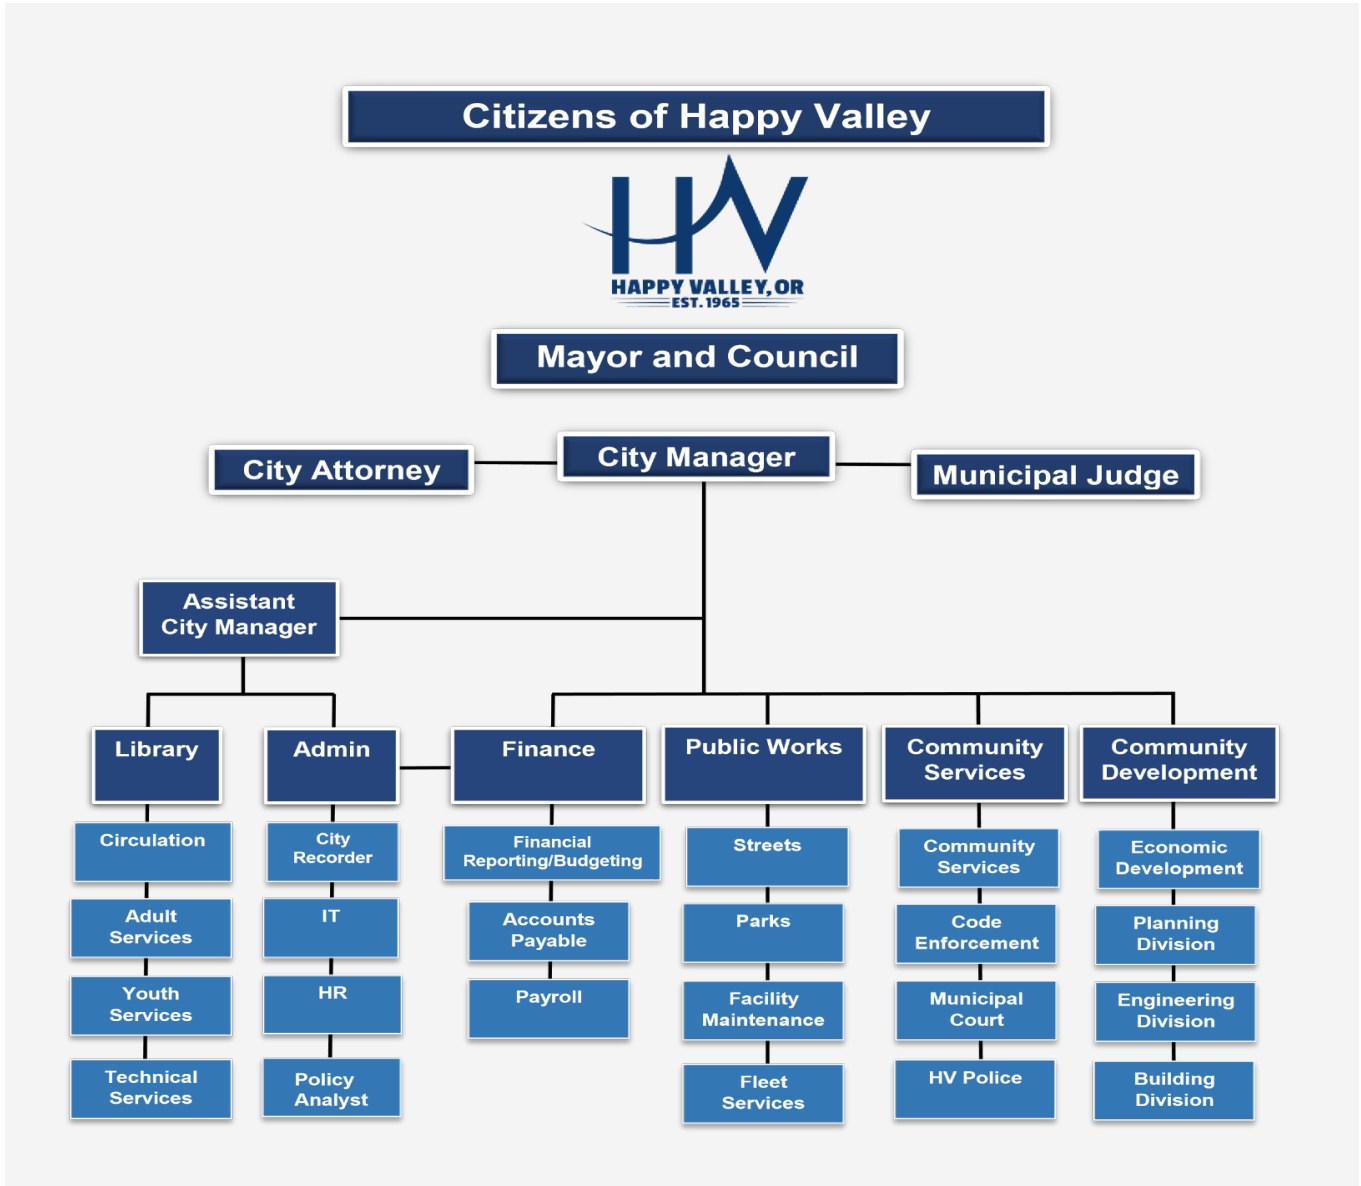 Citizens of Happy Valley
HV
HAPPY VALLEY, OR
EST. 1965
Mayor and Council
City Attorney
City Manager
Municipal Judge
Assistant
City Manager
Library
Circulation
Adult
Services
Youth
Services
Technical
Services
Admin
City
Recorder
IT
HR
Policy
Analyst
Finance
Financial
Reporting/Budgeting
Accounts
Payable
Payroll
Public Works
Streets
Parks
Facility
Maintenance
Fleet
Services
Community
Services
Community
Services
Code
Enforcement
Municipal
Court
HV Police
Community
Development
Economic
Development
Planning
Division
Engineering
Division
Building
Division